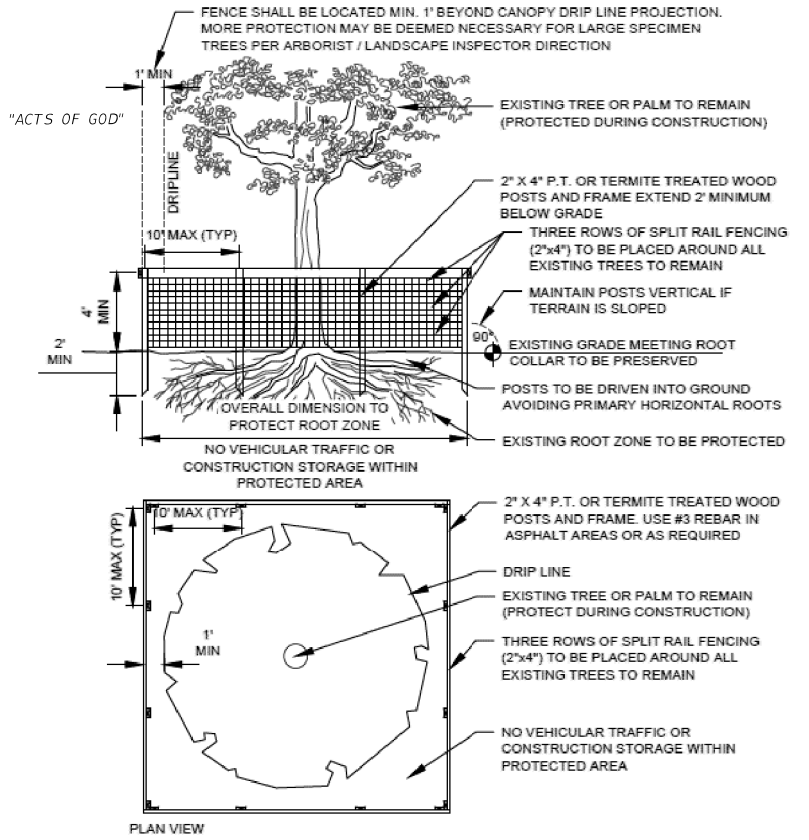 FENCE SHALL BE LOCATED MIN. 1' BEYOND CANOPY DRIP LINE PROJECTION.
MORE PROTECTION MAY BE DEEMED NECESSARY FOR LARGE SPECIMEN
TREES PER ARBORIST / LANDSCAPE INSPECTOR DIRECTION
1' MIN
"ACTS OF GOD"
EXISTING TREE OR PALM TO REMAIN
(PROTECTED DURING CONSTRUCTION)
DRIPLINE
2" X 4" P.T. OR TERMITE TREATED WOOD
POSTS AND FRAME EXTEND 2' MINIMUM
BELOW GRADE
10' MAX (TYP)
THREE ROWS OF SPLIT RAIL FENCING
(2"x4") TO BE PLACED AROUND ALL
EXISTING TREES TO REMAIN
4'
MIN
MAINTAIN POSTS VERTICAL IF
TERRAIN IS SLOPED
90°
2'
MIN
EXISTING GRADE MEETING ROOT
COLLAR TO BE PRESERVED
POSTS TO BE DRIVEN INTO GROUND
AVOIDING PRIMARY HORIZONTAL ROOTS
OVERALL DIMENSION TO
PROTECT ROOT ZONE
EXISTING ROOT ZONE TO BE PROTECTED
NO VEHICULAR TRAFFIC OR
CONSTRUCTION STORAGE WITHIN
PROTECTED AREA
10' MAX (TYP)
10' MAX (TYP)
2" X 4" P.T. OR TERMITE TREATED WOOD
POSTS AND FRAME. USE #3 REBAR IN
ASPHALT AREAS OR AS REQUIRED
DRIP LINE
EXISTING TREE OR PALM TO REMAIN
(PROTECT DURING CONSTRUCTION)
1'
MIN
THREE ROWS OF SPLIT RAIL FENCING
(2"x4") TO BE PLACED AROUND ALL
EXISTING TREES TO REMAIN
NO VEHICULAR TRAFFIC OR
CONSTRUCTION STORAGE WITHIN
PROTECTED AREA
PLAN VIEW